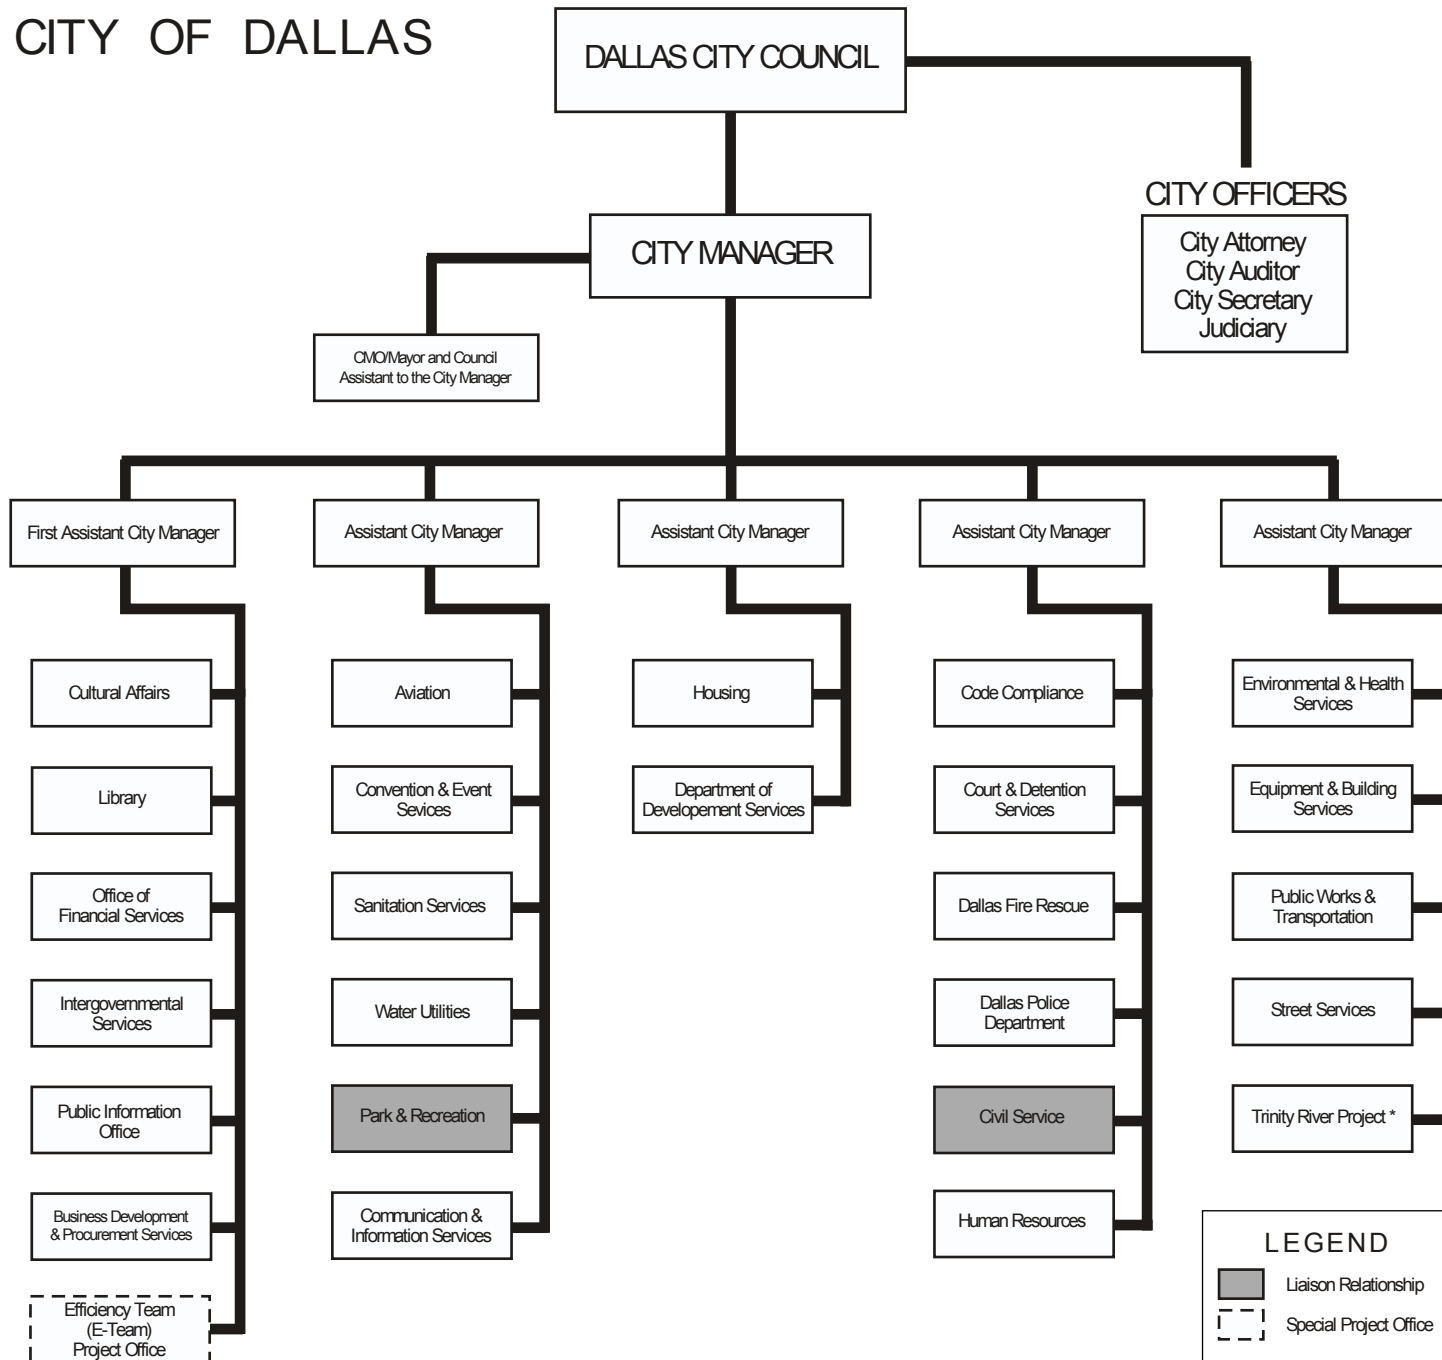 CITY OF DALLAS
DALLAS CITY COUNCIL
CITY OFFICERS
City Attorney
City Auditor
City Secretary
Judiciary
CITY MANAGER
CMO/Mayor and Council
Assistant to the City Manager
First Assistant City Manager
Assistant City Manager
Assistant City Manager
Assistant City Manager
Assistant City Manager
Cultural Affairs
Library
Office of
Financial Services
Intergovernmental
Services
Public Information
Office
Business Development
& Procurement Services
Efficiency Team
(E-Team)
Project Office
Aviation
Convention & Event
Sevices
Sanitation Services
Water Utilities
Park & Recreation
Communication &
Information Services
Housing
Department of
Developement Services
Code Compliance
Court & Detention
Services
Dallas Fire Rescue
Dallas Police
Department
Civil Service
Human Resources
Environmental & Health
Services
Equipment & Building
Services
Public Works &
Transportation
Street Services
Trinity River Project *
LEGEND
Liaison Relationship
Special Project Office